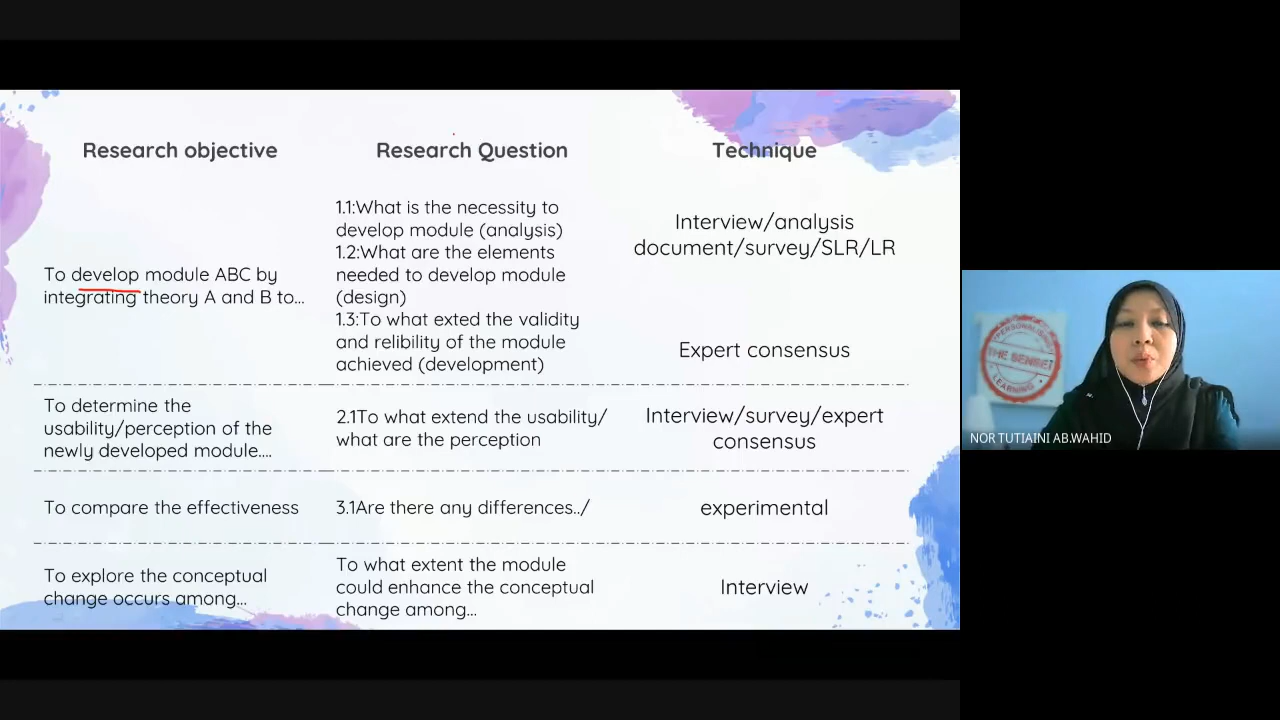 Research objective
Research Question
Technique
To develop module ABC by
integrating theory A and B to...
1.1:What is the necessity to
develop module (analysis)
1.2:What are the elements
needed to develop module
(design)
1.3:To what exted the validity
and relibility of the module
achieved (development)
Interview/analysis
document/survey/SLR/LR
Expert consensus
To determine the
usability/perception of the
newly developed module....
2.1To what extend the usability/
what are the perception
Interview/survey/expert
consensus
To compare the effectiveness
3.1Are there any differences../
experimental
To explore the conceptual
change occurs among...
To what extent the module
could enhance the conceptual
change among...
Interview
THE SENSEI
LEARNING
NOR TUTIAINI AB.WAHID